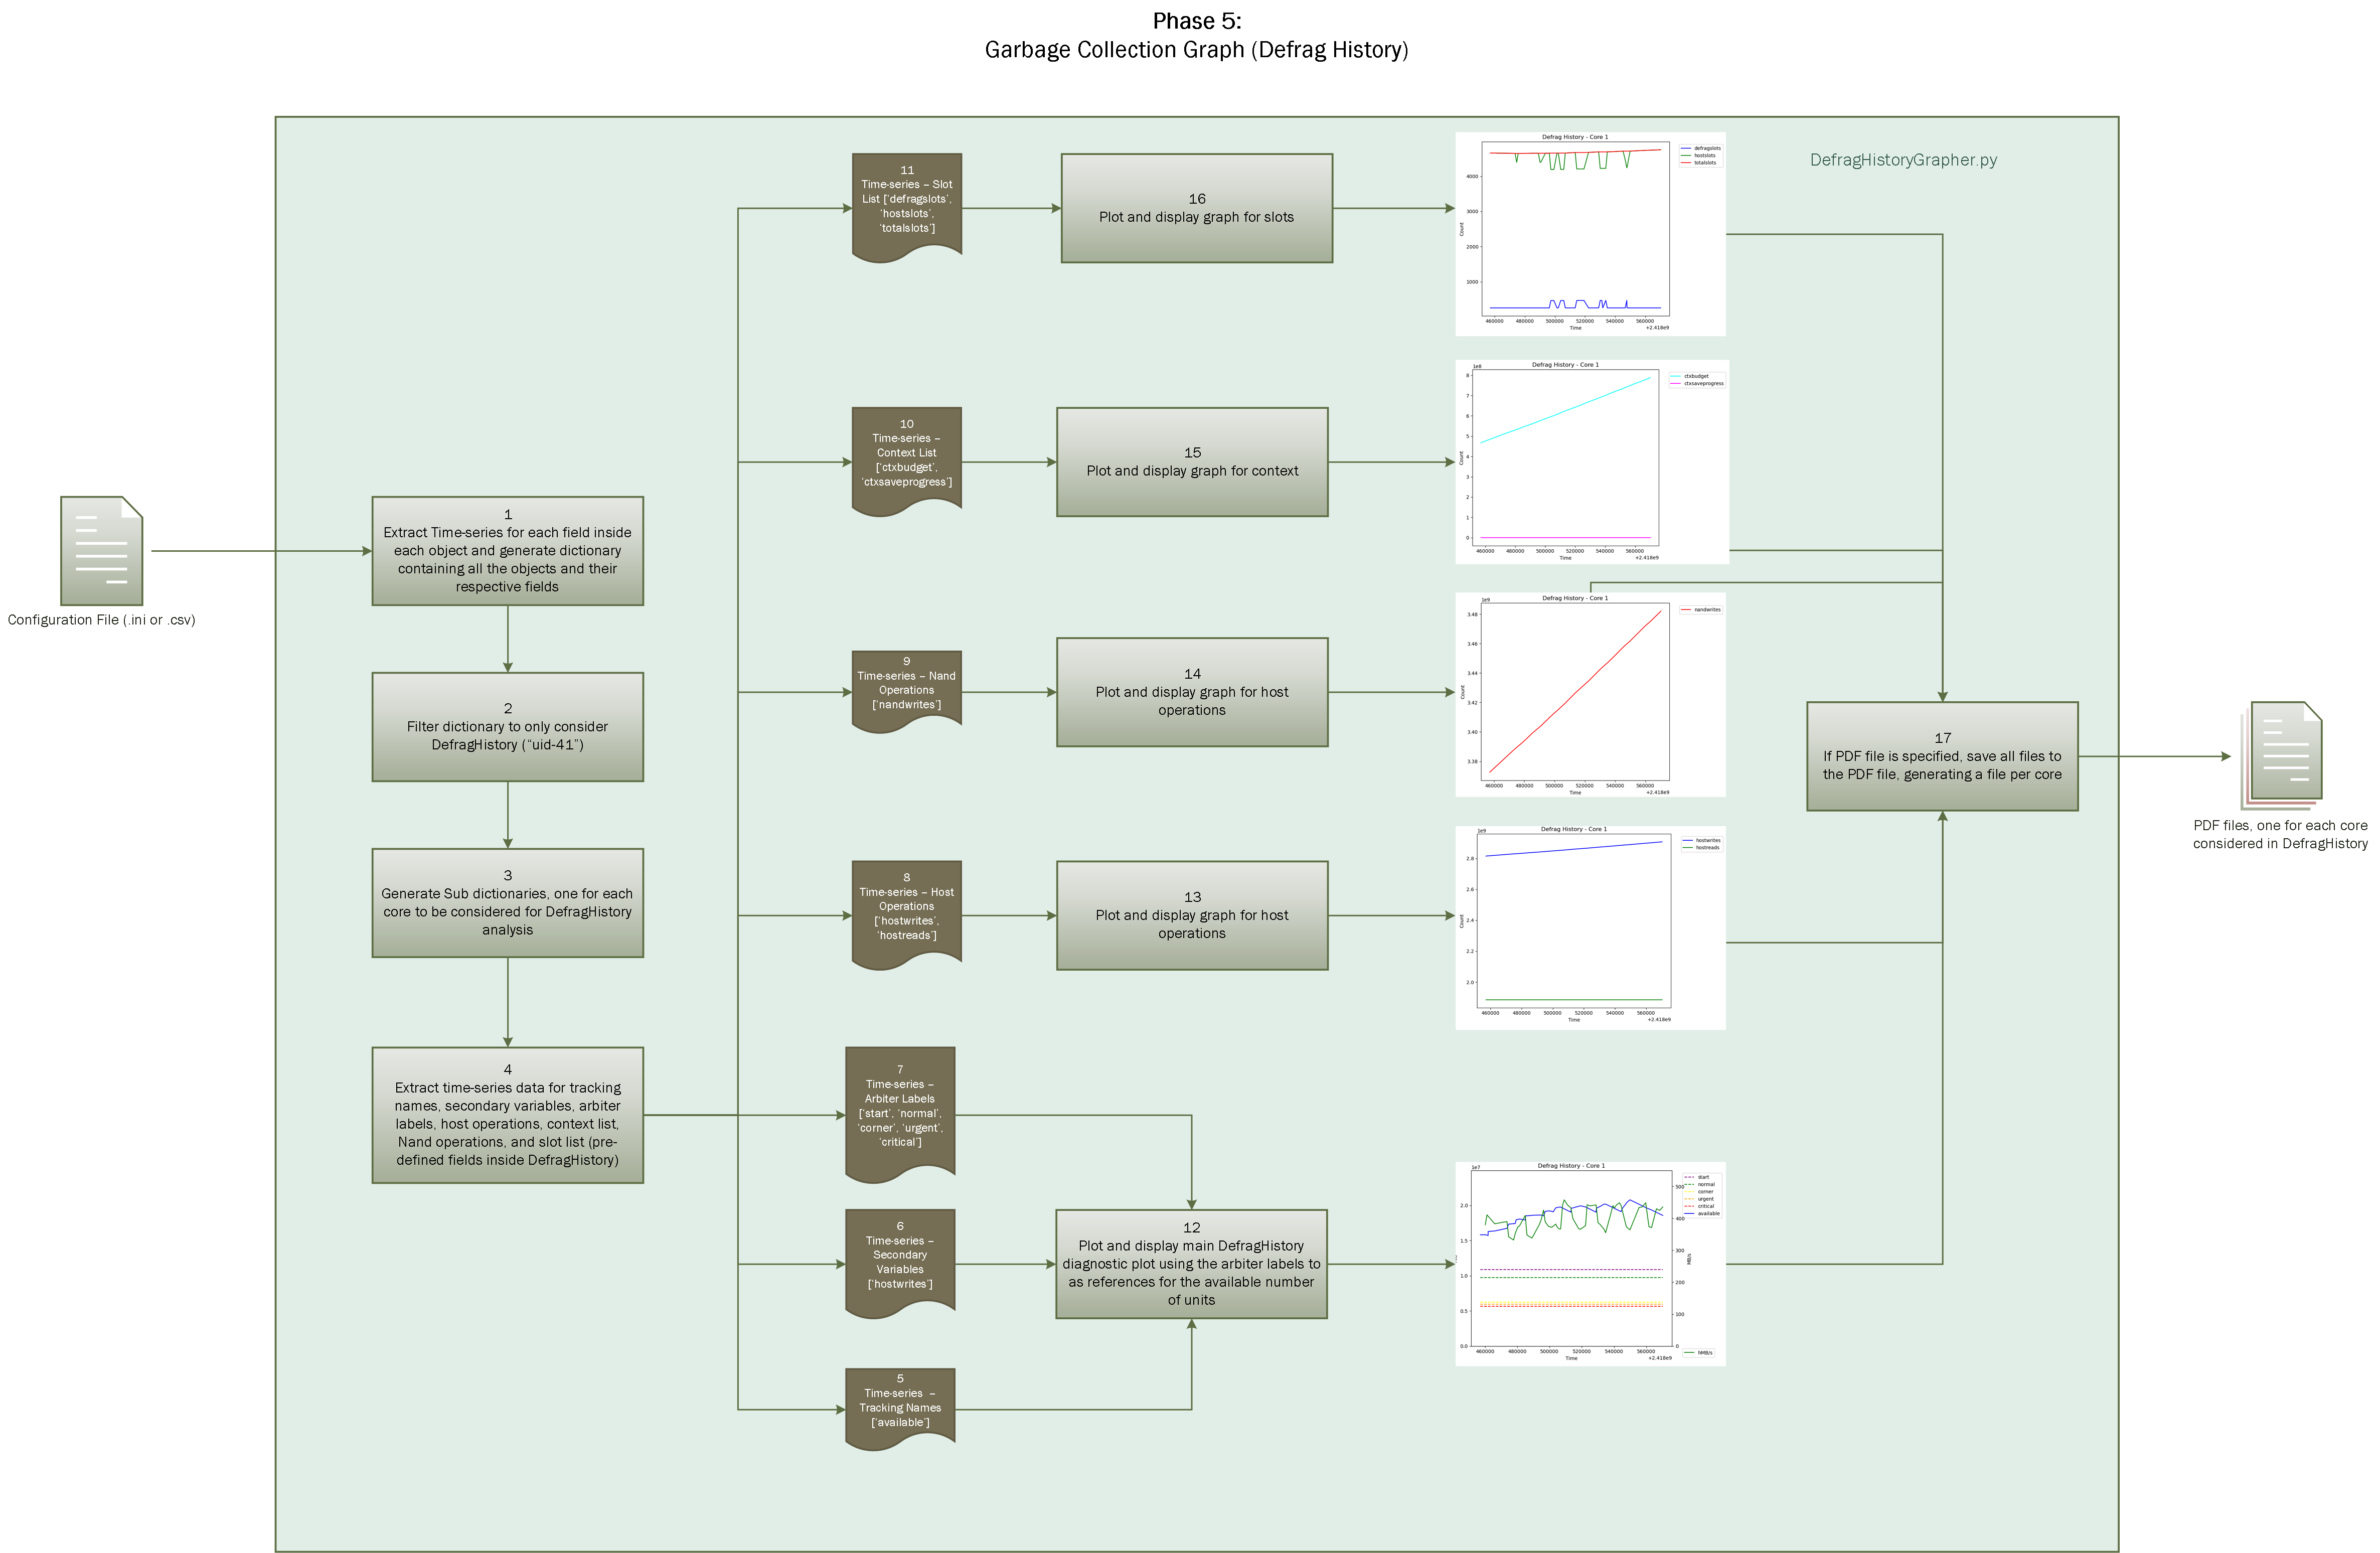 Phase 5:
Garbage Collection Graph (Defrag History)
DefragHistoryGrapher.py
Configuration File (.ini or .csv)
1
Extract Time-series for each field inside
each object and generate dictionary
containing all the objects and their
respective fields
2
Filter dictionary to only consider
DefragHistory (“uid-41”)
3
Generate Sub dictionaries, one for each
core to be considered for DefragHistory
analysis
4
Extract time-series data for tracking
names, secondary variables, arbiter
labels, host operations, context list,
Nand operations, and slot list (pre-
defined fields inside DefragHistory)
11
Time-series – Slot
List [‘defragslots’,
‘hostslots’,
‘totalslots’]
16
Plot and display graph for slots
Defrag History - Core 1
defragslots
hostslots
totalslots
4000
3000
2000
1000
Count
460000 480000 500000 520000 540000 560000
Time
+2.418e9
10
Time-series –
Context List
[‘ctxbudget’,
‘ctxsaveprogress’]
15
Plot and display graph for context
Defrag History - Core 1
1e8
ctxbudget
ctxsaveprogress
8
7
6
5
4
3
2
1
0
Count
460000 480000 500000 520000 540000 560000
Time
+2.418e9
9
Time-series – Nand
Operations
[‘nandwrites’]
14
Plot and display graph for host
operations
Defrag History - Core 1
1e9
nandwrites
3.48
3.46
3.44
3.42
3.40
3.38
Count
460000 480000 500000 520000 540000 560000
Time
+2.418e9
8
Time-series – Host
Operations
[‘hostwrites’,
‘hostreads’]
13
Plot and display graph for host
operations
Defrag History - Core 1
1e9
hostwrites
hostreads
2.8
2.6
2.4
2.2
2.0
Count
460000 480000 500000 520000 540000 560000
Time
+2.418e9
7
Time-series –
Arbiter Labels
[‘start’, ‘normal’,
‘corner’, ‘urgent’,
‘critical’]
6
Time-series –
Secondary
Variables
[‘hostwrites’]
5
Time-series –
Tracking Names
[‘available’]
12
Plot and display main DefragHistory
diagnostic plot using the arbiter labels to
as references for the available number
of units
Defrag History - Core 1
1e7
start
normal
corner
urgent
critical
available
2.0
1.5
1.0
0.5
0.0
500
400
300
200
100
0
MB/s
460000 480000 500000 520000 540000 560000
Time
+2.418e9
hMB/s
17
If PDF file is specified, save all files to
the PDF file, generating a file per core
PDF files, one for each core
considered in DefragHistory